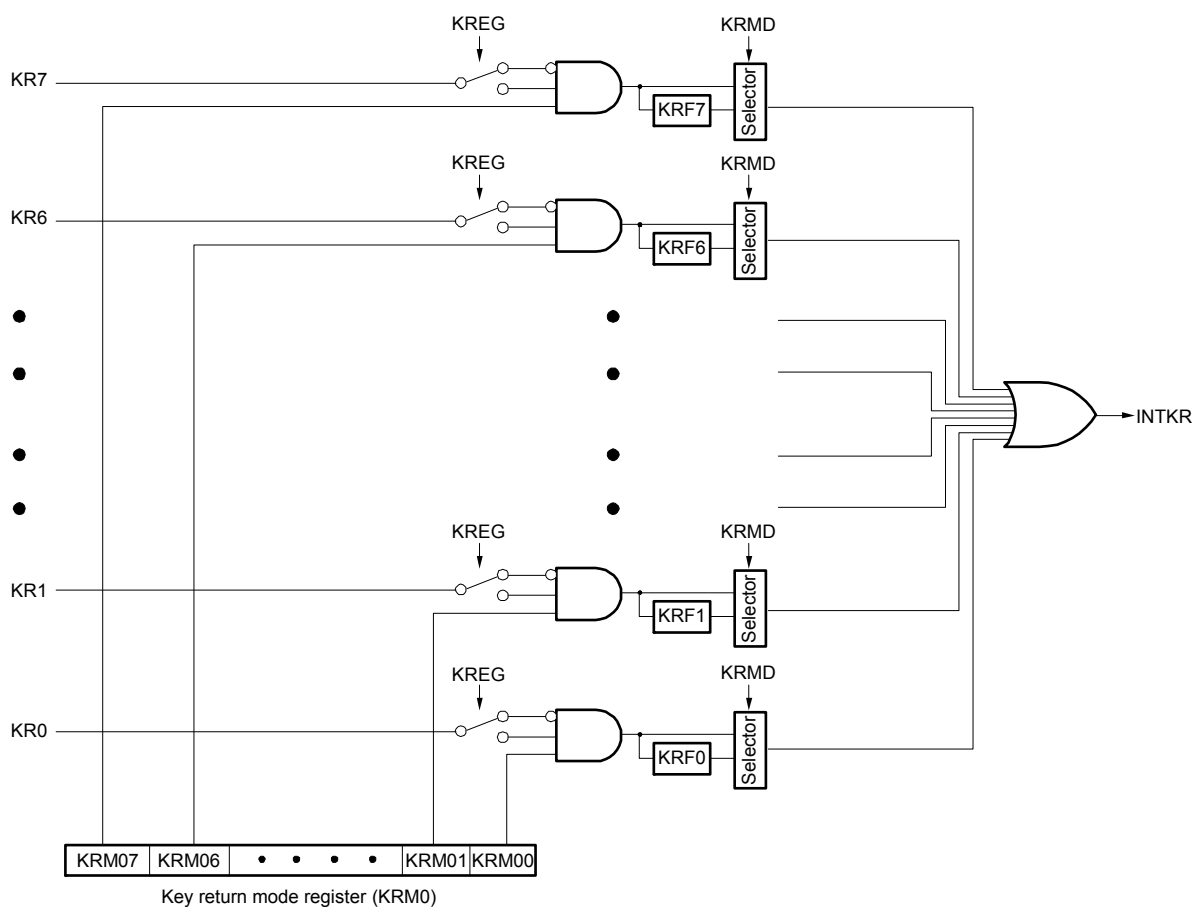 KREG
KRMD
KR7
KRF7
Selector
KREG
KRMD
KR6
KRF6
Selector
INTKR
KREG
KRMD
KR1
KRF1
Selector
KREG
KRMD
KR0
KRF0
Selector
KRM07 KRM06 KRM01 KRM00
Key return mode register (KRM0)